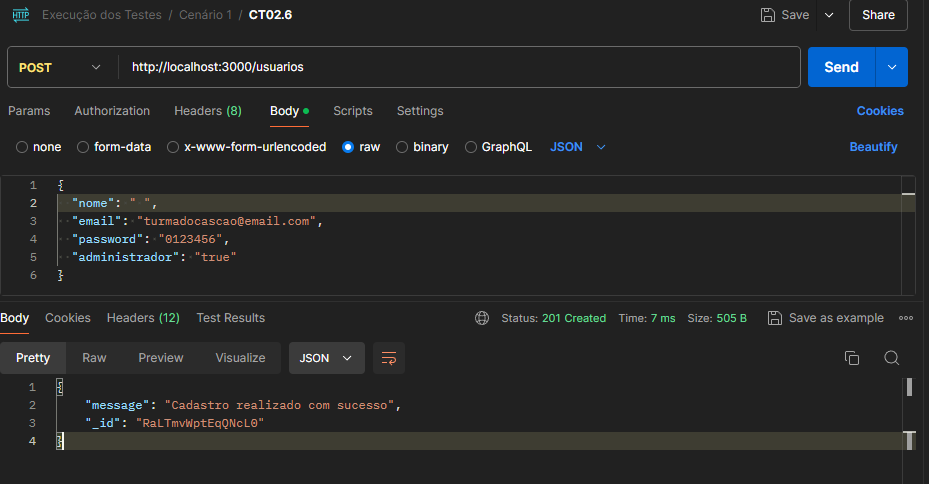 HTTP Execução dos Testes / Cenário 1 / CT02.6 Save Share
POST http://localhost:3000/usuarios Send
Params Authorization Headers (8) Body Scripts Settings Cookies
none form-data x-www-form-urlencoded raw binary GraphQL JSON Beautify
1 {
2 "nome": " ",
3 "email": "turmadocascao@email.com",
4 "password": "0123456",
5 "administrador": "true"
6 }
Body Cookies Headers (12) Test Results Status: 201 Created Time: 7 ms Size: 505 B Save as example
Pretty Raw Preview Visualize JSON
1 {
2 "message": "Cadastro realizado com sucesso",
3 "_id": "RaLTmvWptEqQNcL0"
4 }